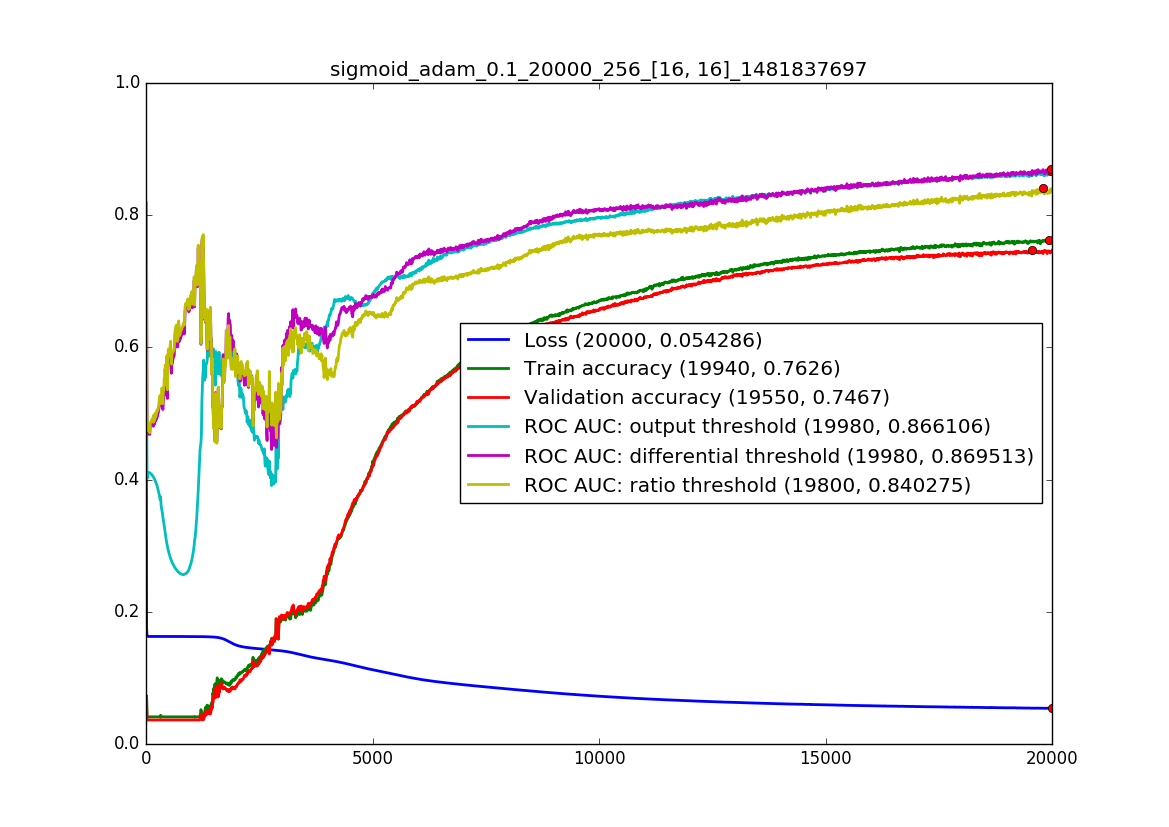 sigmoid_adam_0.1_20000_256_[16, 16]_1481837697
1.0
0.8
0.6
0.4
0.2
0.0
Loss (20000, 0.054286)
Train accuracy (19940, 0.7626)
Validation accuracy (19550, 0.7467)
ROC AUC: output threshold (19980, 0.866106)
ROC AUC: differential threshold (19980, 0.869513)
ROC AUC: ratio threshold (19800, 0.840275)
0 5000 10000 15000 20000